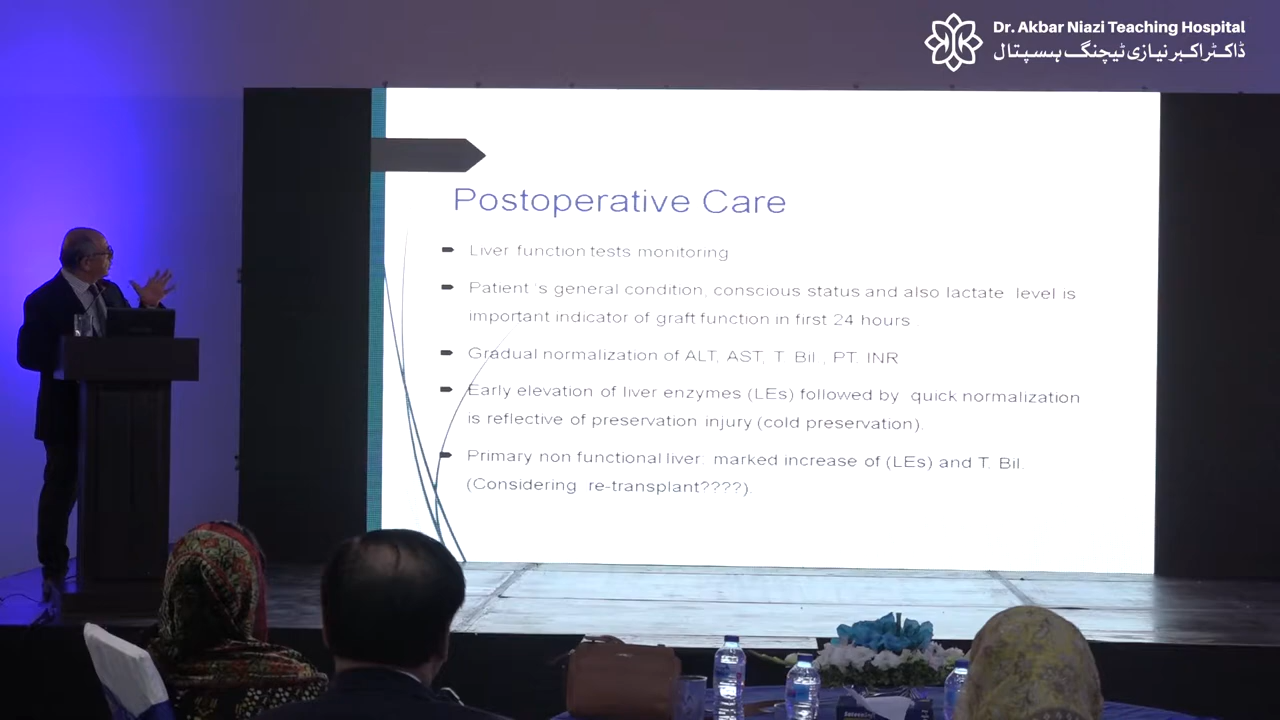 Dr. Akbar Niazi Teaching Hospital
ڈاکٹر اکبر نیازی ٹیچنگ ہسپتال
Postoperative Care
Liver function tests monitoring
Patient 's general condition, conscious status and also lactate level is
important indicator of graft function in first 24 hours.
Gradual normalization of ALT, AST, T. Bil , PT. INR
Early elevation of liver enzymes (LEs) followed by quick normalization
is reflective of preservation injury (cold preservation).
Primary non functional liver: marked increase of (LEs) and T. Bil.
(Considering re-transplant????).